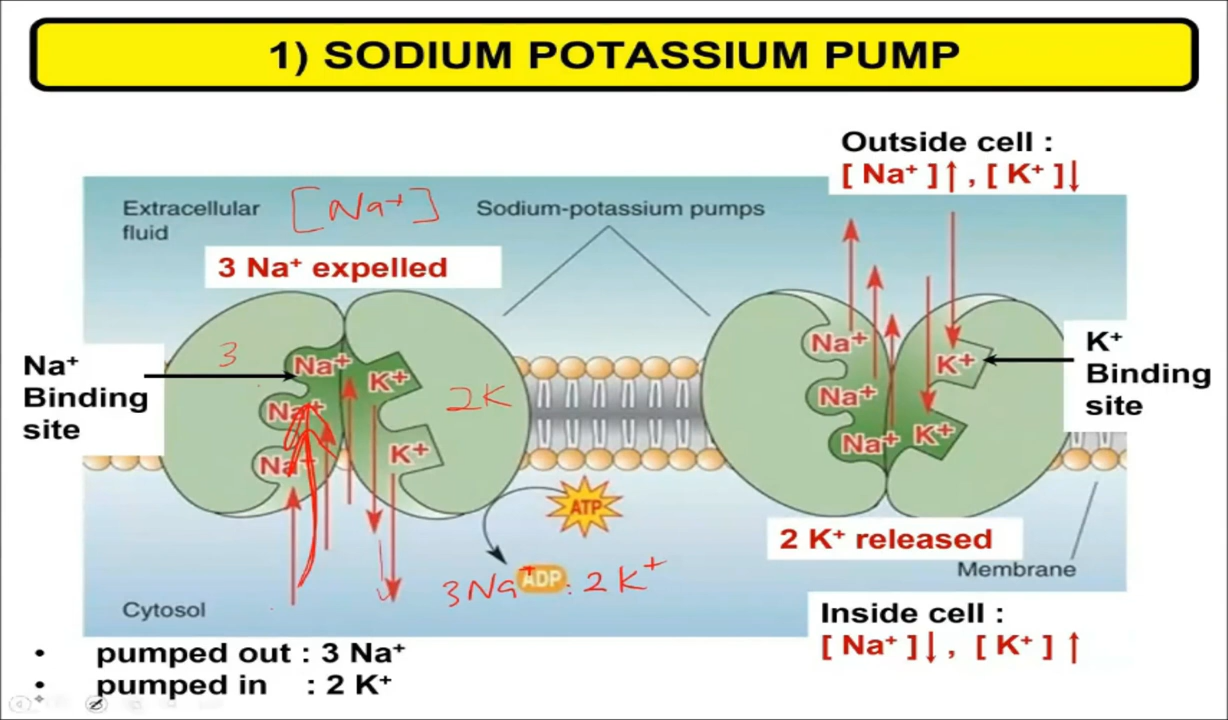 1) SODIUM POTASSIUM PUMP
Outside cell :
[ Na⁺ ]↑ , [ K⁺ ]↓
Extracellular
fluid
[Na⁺]
Sodium-potassium pumps
3 Na⁺ expelled
Na⁺
Binding
site
3
Na⁺
Na⁺
Na⁺
K⁺
K⁺
2K
Na⁺
Na⁺
Na⁺
K⁺
K⁺
K⁺
Binding
site
ATP
ADP
3Na⁺ : 2K⁺
2 K⁺ released
Membrane
Cytosol
Inside cell :
[ Na⁺ ]↓ , [ K⁺ ] ↑
• pumped out : 3 Na⁺
• pumped in : 2 K⁺